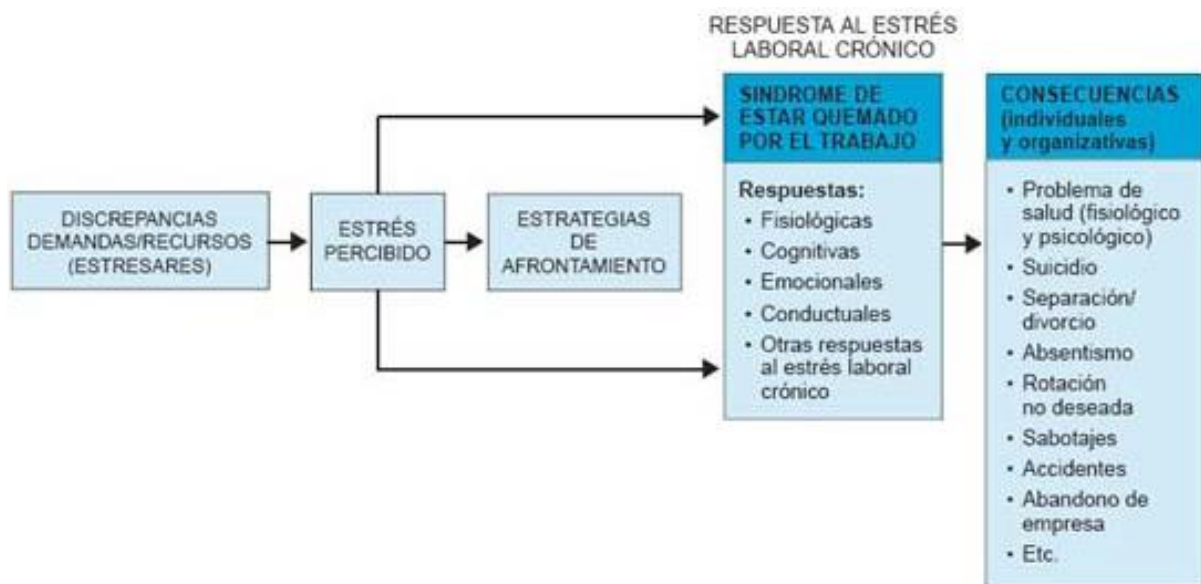 RESPUESTA AL ESTRÉS
LABORAL CRÓNICO
DISCREPANCIAS
DEMANDAS/RECURSOS
(ESTRESARES)
ESTRÉS
PERCIBIDO
ESTRATEGIAS
DE
AFRONTAMIENTO
SINDROME DE
ESTAR QUEMADO
POR EL TRABAJO
Respuestas:
• Fisiológicas
• Cognitivas
• Emocionales
• Conductuales
• Otras respuestas
al estrés laboral
crónico
CONSECUENCIAS
(individuales
y organizativas)
• Problema de
salud (fisiológico
y psicológico)
• Suicidio
• Separación/
divorcio
• Absentismo
• Rotación
no deseada
• Sabotajes
• Accidentes
• Abandono de
empresa
• Etc.